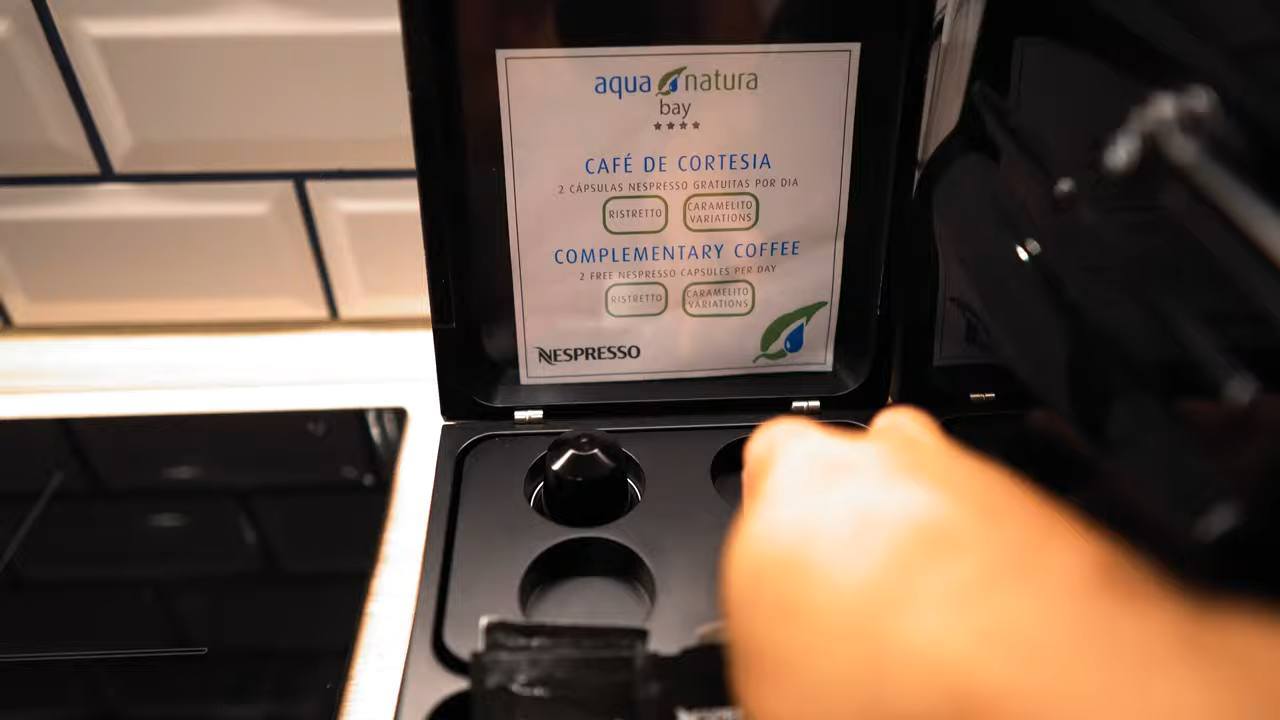 aqua natura
bay
CAFÉ DE CORTESIA
2 CÁPSULAS NESPRESSO GRATUITAS POR DIA
RISTRETTO CARAMELITO VARIATIONS
COMPLEMENTARY COFFEE
2 FREE NESPRESSO CAPSULES PER DAY
RISTRETTO CARAMELITO VARIATIONS
NESPRESSO